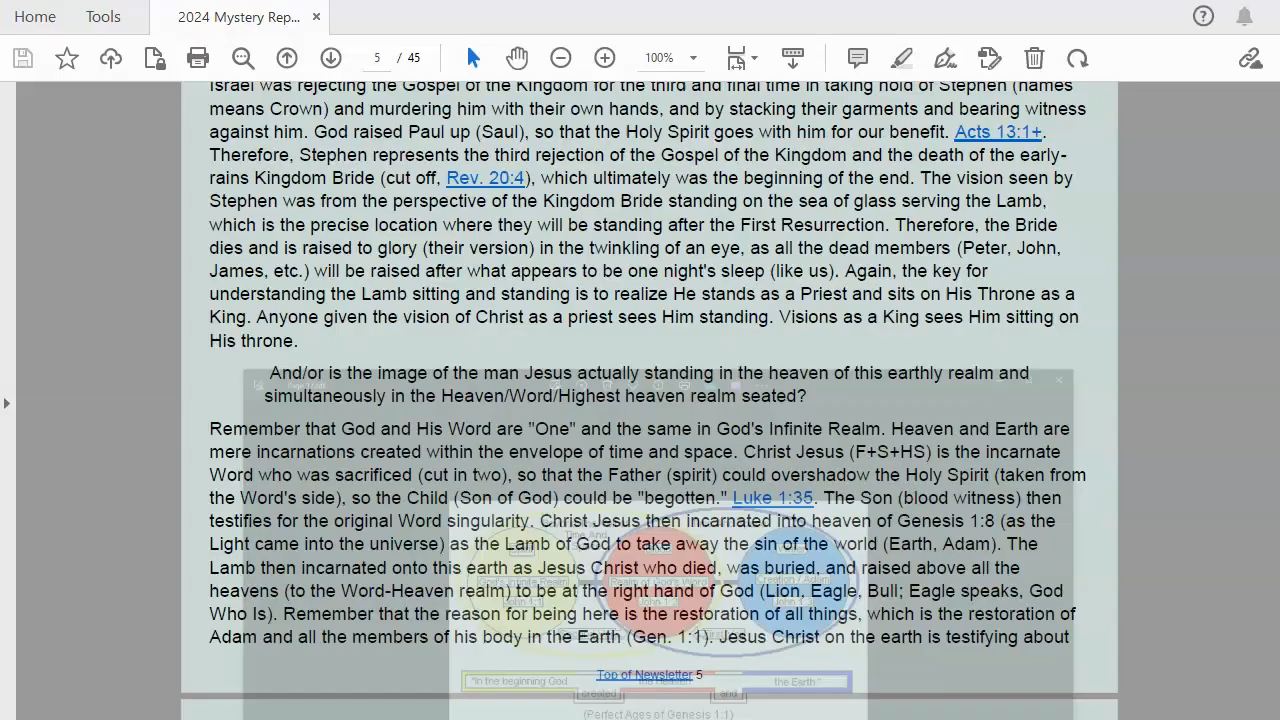 Home
Tools
2024 Mystery Rep...
5 / 45
100%
Israel was rejecting the Gospel of the Kingdom for the third and final time in taking hold of Stephen (names
means Crown) and murdering him with their own hands, and by stacking their garments and bearing witness
against him. God raised Paul up (Saul), so that the Holy Spirit goes with him for our benefit. Acts 13:1+.
Therefore, Stephen represents the third rejection of the Gospel of the Kingdom and the death of the early-
rains Kingdom Bride (cut off, Rev. 20:4), which ultimately was the beginning of the end. The vision seen by
Stephen was from the perspective of the Kingdom Bride standing on the sea of glass serving the Lamb,
which is the precise location where they will be standing after the First Resurrection. Therefore, the Bride
dies and is raised to glory (their version) in the twinkling of an eye, as all the dead members (Peter, John,
James, etc.) will be raised after what appears to be one night's sleep (like us). Again, the key for
understanding the Lamb sitting and standing is to realize He stands as a Priest and sits on His Throne as a
King. Anyone given the vision of Christ as a priest sees Him standing. Visions as a King sees Him sitting on
His throne.
And/or is the image of the man Jesus actually standing in the heaven of this earthly realm and
simultaneously in the Heaven/Word/Highest heaven realm seated?
Remember that God and His Word are "One" and the same in God's Infinite Realm. Heaven and Earth are
mere incarnations created within the envelope of time and space. Christ Jesus (F+S+HS) is the incarnate
Word who was sacrificed (cut in two), so that the Father (spirit) could overshadow the Holy Spirit (taken from
the Word's side), so the Child (Son of God) could be "begotten." Luke 1:35. The Son (blood witness) then
testifies for the original Word singularity. Christ Jesus then incarnated into heaven of Genesis 1:8 (as the
Light came into the universe) as the Lamb of God to take away the sin of the world (Earth, Adam). The
Lamb then incarnated onto this earth as Jesus Christ who died, was buried, and raised above all the
heavens (to the Word-Heaven realm) to be at the right hand of God (Lion, Eagle, Bull; Eagle speaks, God
Who Is). Remember that the reason for being here is the restoration of all things, which is the restoration of
Adam and all the members of his body in the Earth (Gen. 1:1). Jesus Christ on the earth is testifying about
Top of Newsletter 5
Time And
God's Infinite Realm
Realm of God's Word
Creation / Adam
John 1:1
"In the beginning God
the Earth"
created
and
(Perfect Ages of Genesis 1:1)